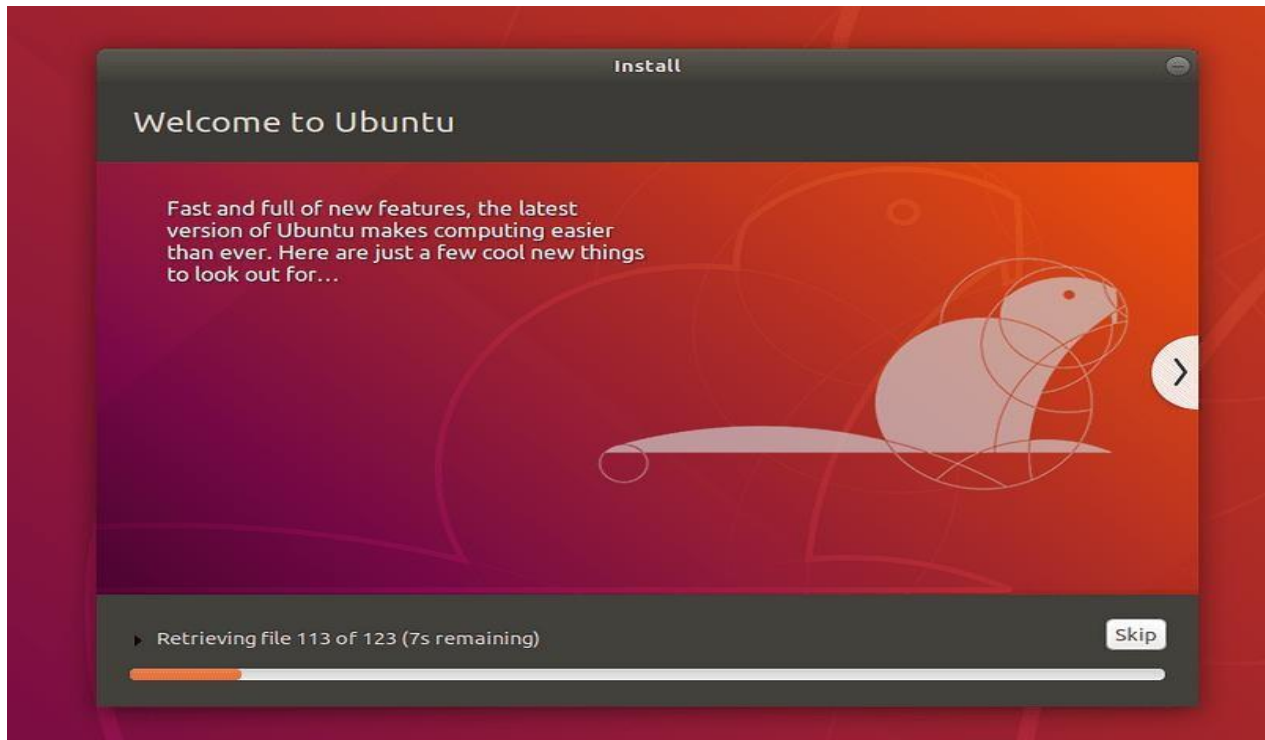 Install
Welcome to Ubuntu
Fast and full of new features, the latest
version of Ubuntu makes computing easier
than ever. Here are just a few cool new things
to look out for...
Retrieving file 113 of 123 (7s remaining)
Skip